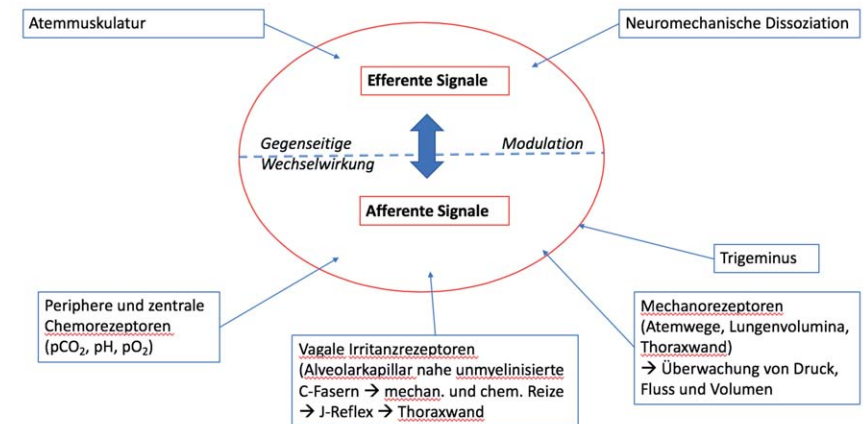 Atemmuskulatur
Neuromechanische Dissoziation
Efferente Signale
Gegenseitige
Wechselwirkung
Modulation
Afferente Signale
Trigeminus
Periphere und zentrale
Chemorezeptoren
(pCO₂, pH, pO₂)
Vagale Irritanzrezeptoren
(Alveolarkapillar nahe unmyelinisierte
C-Fasern → mechan. und chem. Reize
→ J-Reflex → Thoraxwand
Mechanorezeptoren
(Atemwege, Lungenvolumina,
Thoraxwand)
→ Überwachung von Druck,
Fluss und Volumen